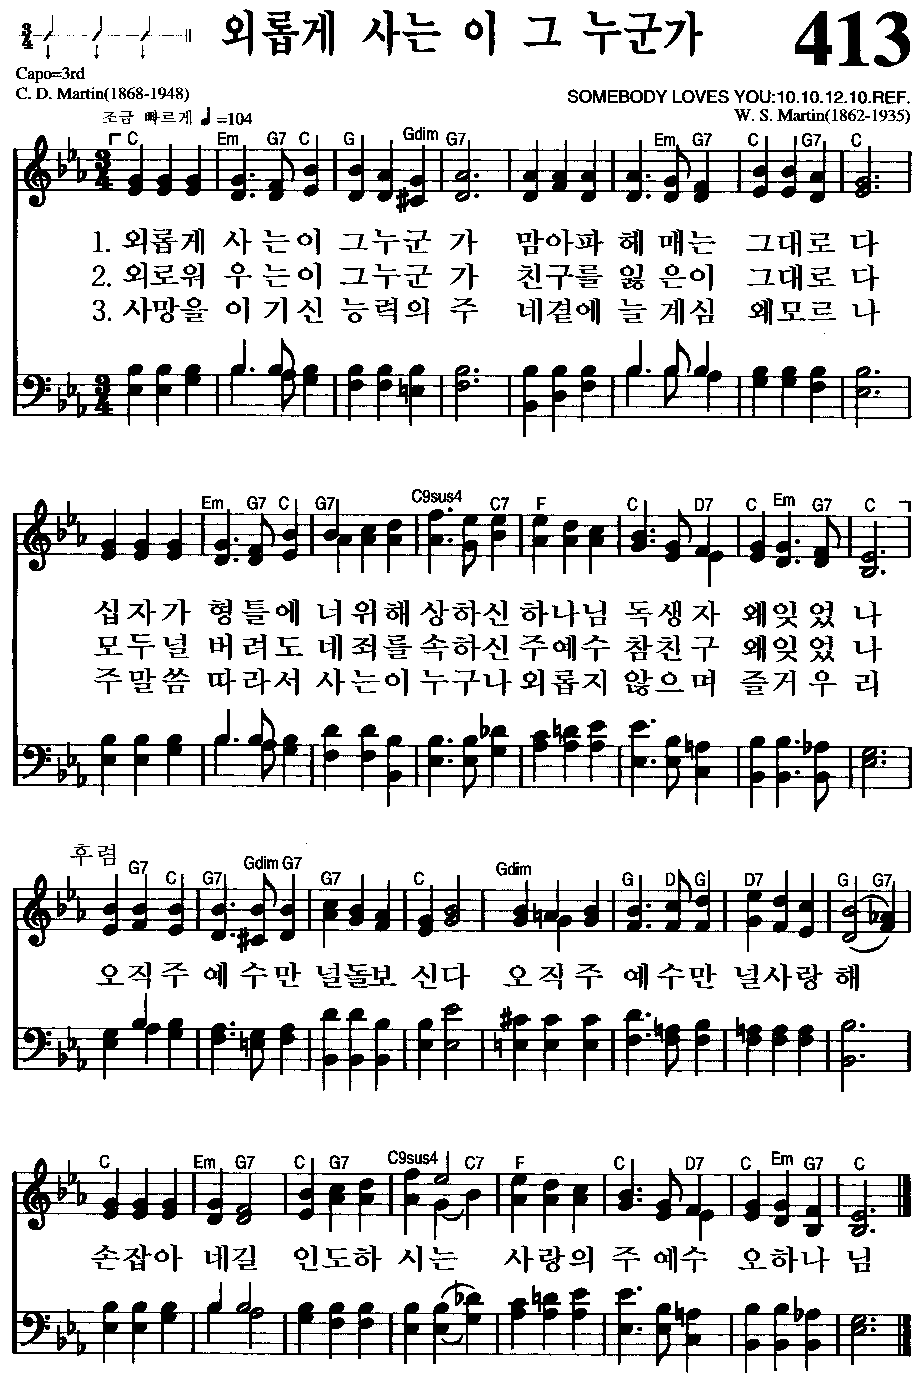 외롭게 사는 이 그 누군가 413
Capo=3rd
C. D. Martin(1868-1948)
SOMEBODY LOVES YOU:10.10.12.10.REF.
W. S. Martin(1862-1935)
조금 빠르게 ♩=104
C Em G7 C G Gdim G7 Em G7 C G7 C
1. 외롭게 사 는이 그누군 가 맘아파 헤 매는 그대로 다
2. 외로워 우 는이 그누군 가 친구를 잃 은이 그대로 다
3. 사망을 이 기신 능력의 주 네곁에 늘 계심 왜모르 나
Em G7 C G7 C9sus4 C7 F C D7 C Em G7 C
십자가 형틀에 너위해 상하신 하나님 독생자 왜잊었 나
모두널 버려도 네죄를 속하신 주예수 참친구 왜잊었 나
주말씀 따라서 사는이 누구나 외롭지 않으며 즐거우 리
후렴
G7 C G7 Gdim G7 G7 C Gdim G D G D7 G G7
오직주 예수만 널돌보 신다 오직주 예수만 널사랑 해
C Em G7 C G7 C9sus4 C7 F C D7 C Em G7 C
손잡아 네길 인도하 시는 사랑의 주예수 오하나 님